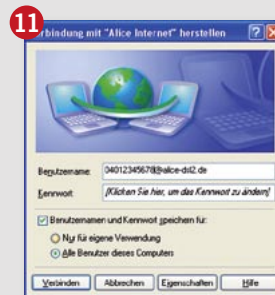 11
rbindung mit "Alice Internet" herstellen
Benutzername: 04012345678@alice-dsl2.de
Kennwort: [Klicken Sie hier, um das Kennwort zu ändern]
Benutzernamen und Kennwort speichern für:
Nur für eigene Verwendung
Alle Benutzer dieses Computers
Verbinden Abbrechen Eigenschaften Hilfe